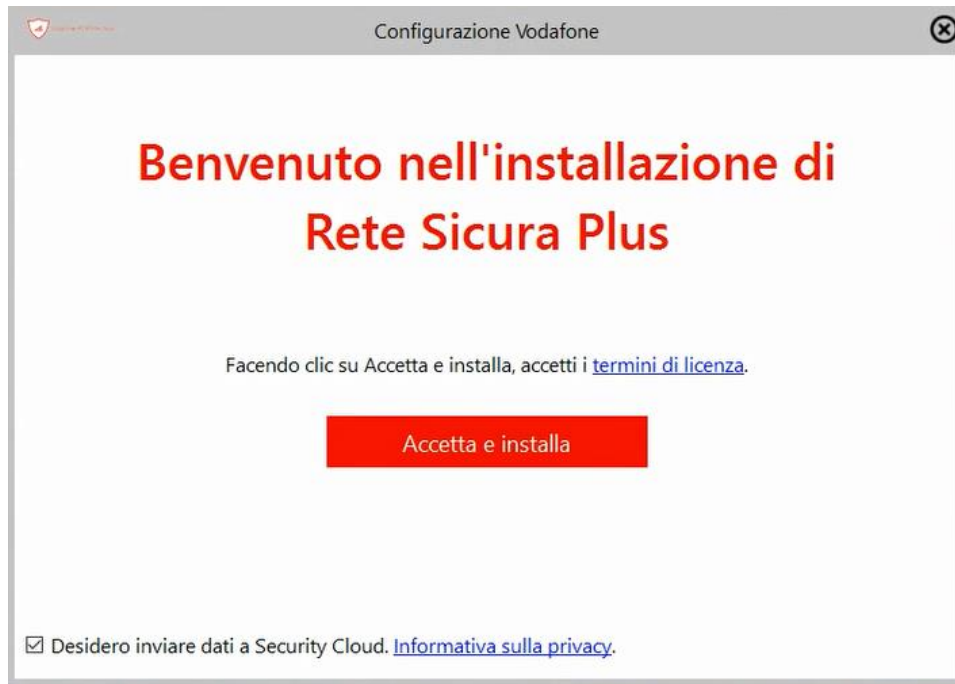 Configurazione Vodafone
Benvenuto nell'installazione di
Rete Sicura Plus
Facendo clic su Accetta e installa, accetti i termini di licenza.
Accetta e installa
Desidero inviare dati a Security Cloud. Informativa sulla privacy.